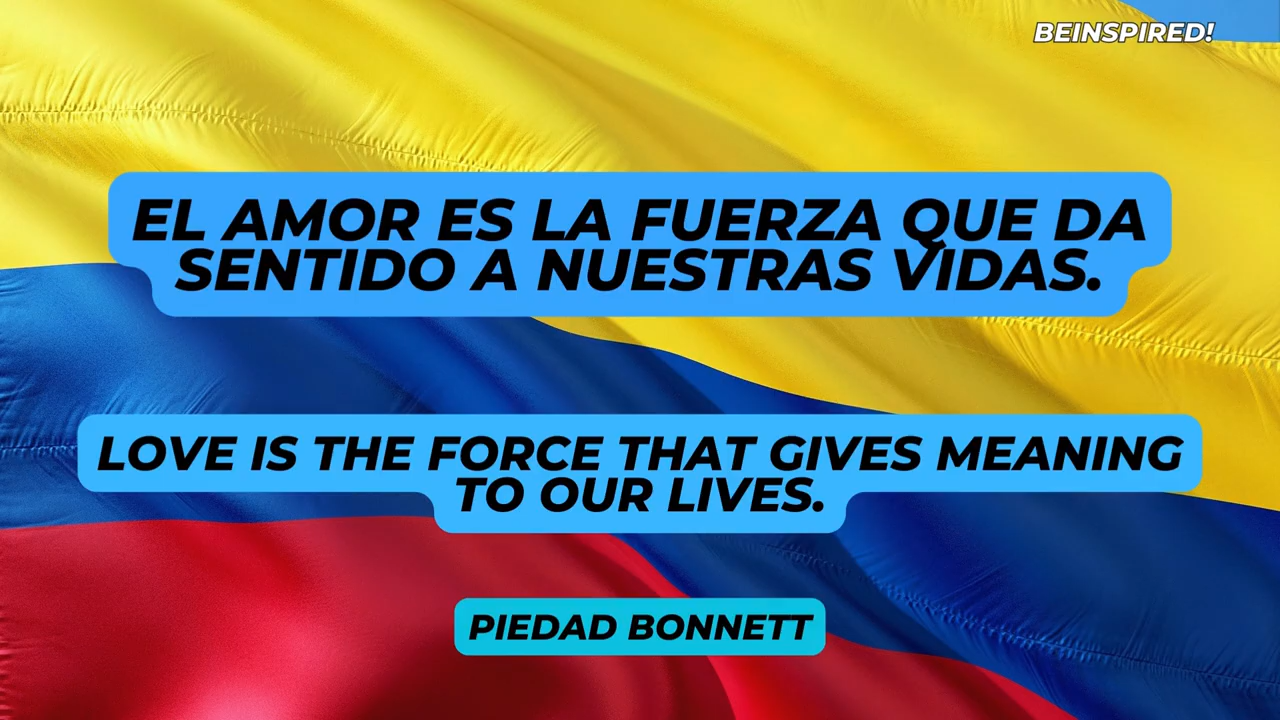 BEINSPIRED!
EL AMOR ES LA FUERZA QUE DA
SENTIDO A NUESTRAS VIDAS.
LOVE IS THE FORCE THAT GIVES MEANING
TO OUR LIVES.
PIEDAD BONNETT